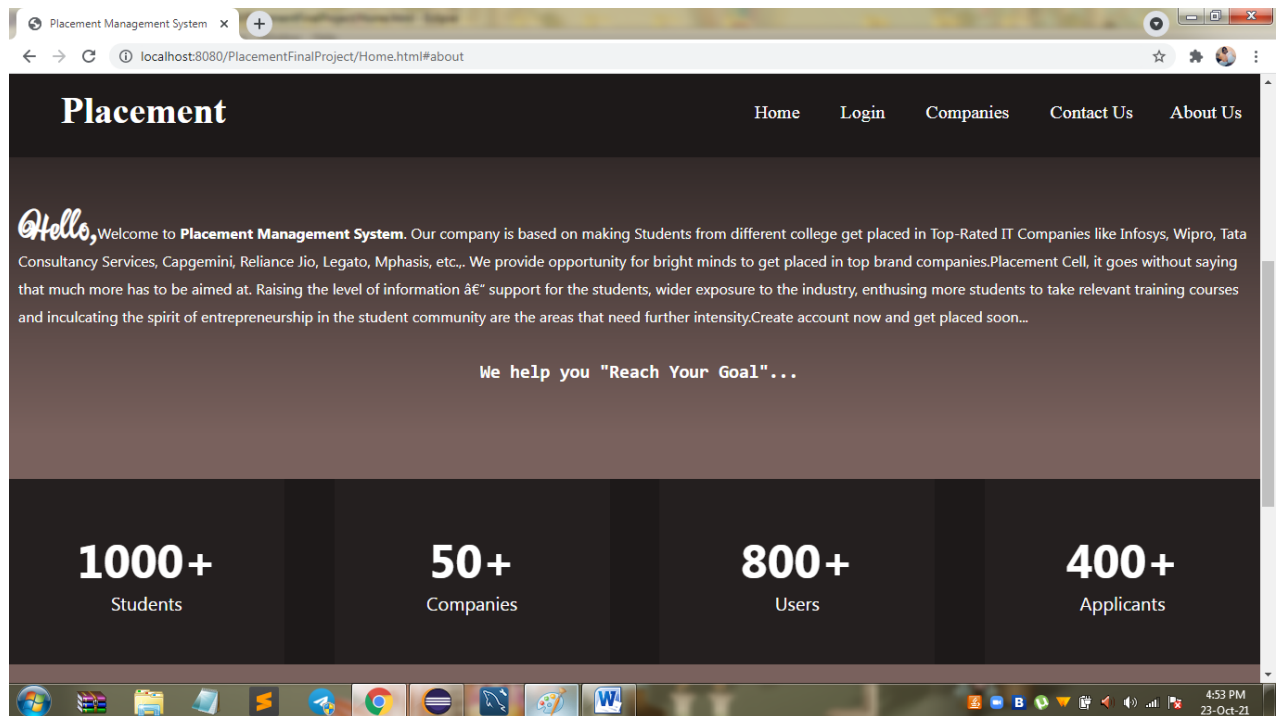 Placement Management System
localhost:8080/PlacementFinalProject/Home.html#about
Placement
Home Login Companies Contact Us About Us
Hello,Welcome to Placement Management System. Our company is based on making Students from different college get placed in Top-Rated IT Companies like Infosys, Wipro, Tata
Consultancy Services, Capgemini, Reliance Jio, Legato, Mphasis, etc.,. We provide opportunity for bright minds to get placed in top brand companies.Placement Cell, it goes without saying
that much more has to be aimed at. Raising the level of information â€“ support for the students, wider exposure to the industry, enthusing more students to take relevant training courses
and inculcating the spirit of entrepreneurship in the student community are the areas that need further intensity.Create account now and get placed soon...
We help you "Reach Your Goal"...
1000+ 50+ 800+ 400+
Students Companies Users Applicants
4:53 PM
23-Oct-21